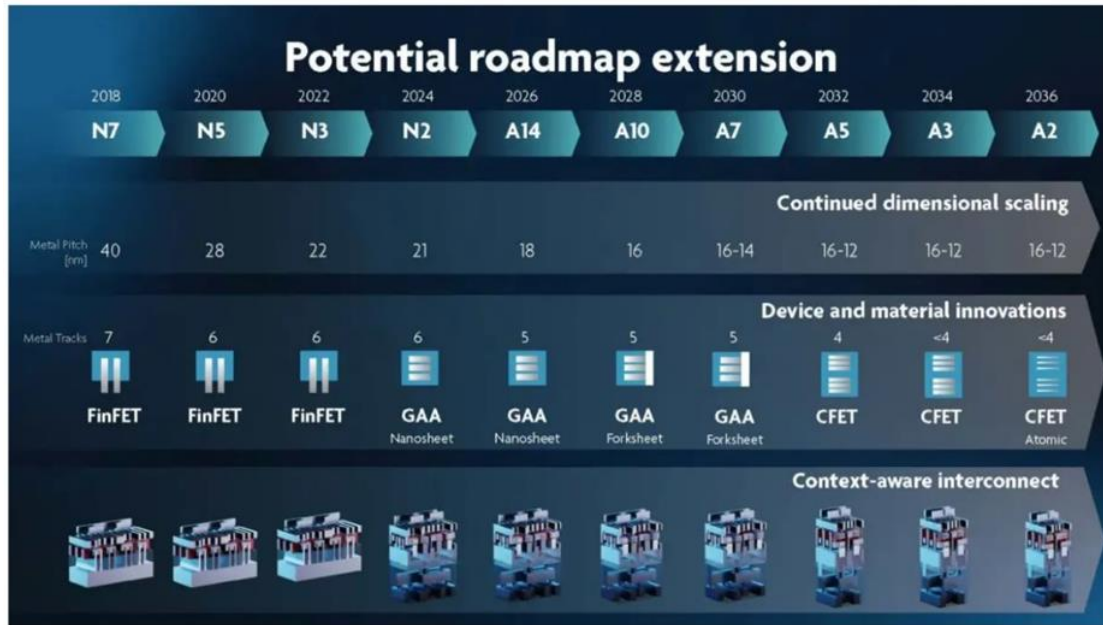 Potential roadmap extension
2018 2020 2022 2024 2026 2028 2030 2032 2034 2036
N7 N5 N3 N2 A14 A10 A7 A5 A3 A2
Continued dimensional scaling
Metal Pitch
[nm]
40 28 22 21 18 16 16-14 16-12 16-12 16-12
Device and material innovations
Metal Tracks 7 6 6 6 5 5 5 4 <4 <4
FinFET FinFET FinFET GAA GAA GAA GAA CFET CFET CFET
Nanosheet Nanosheet Forksheet Forksheet Atomic
Context-aware interconnect